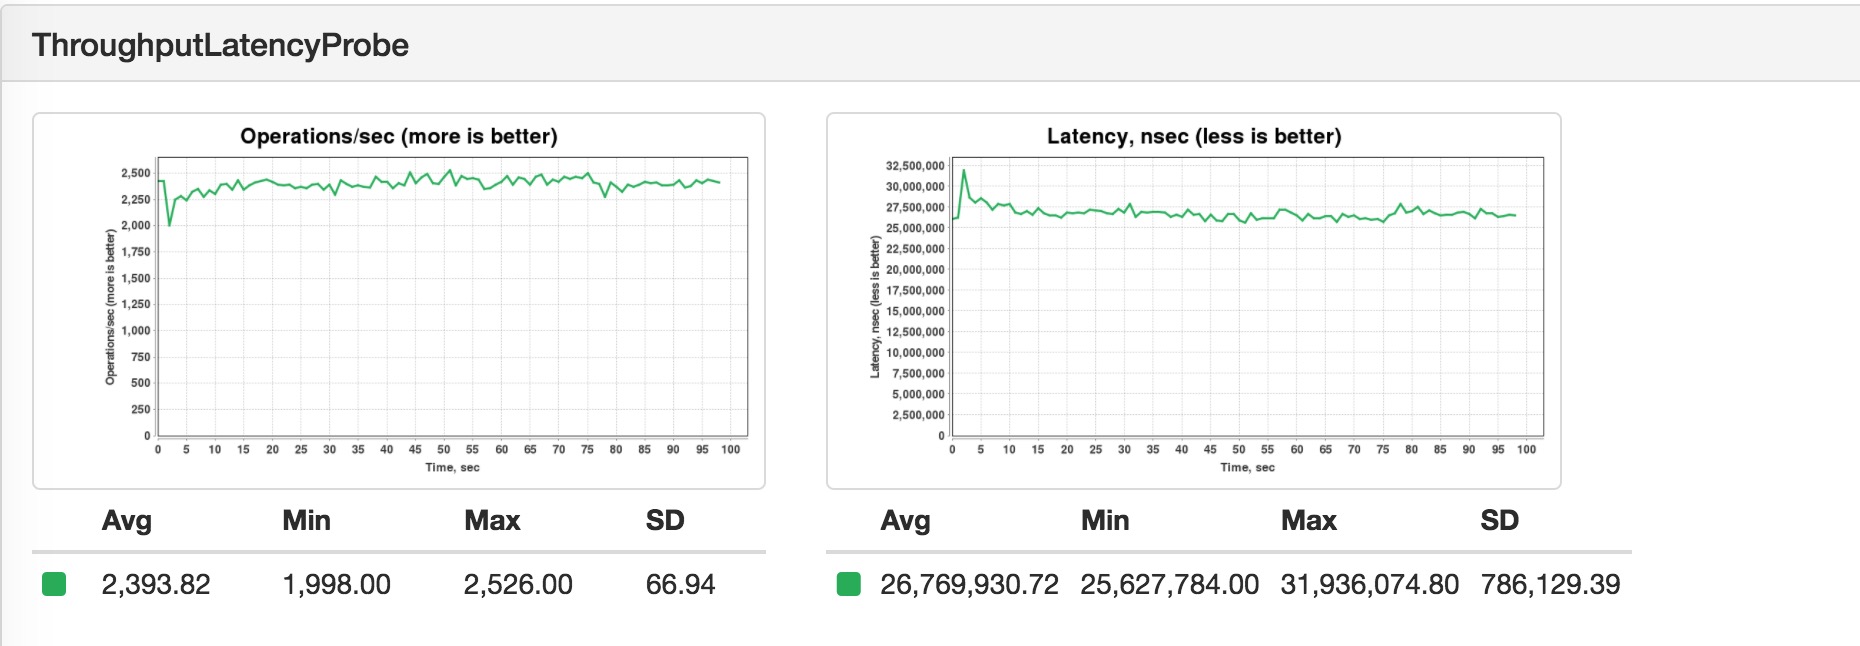 ThroughputLatencyProbe
Operations/sec (more is better)
Operations/sec (more is better)
2,500
2,250
2,000
1,750
1,500
1,250
1,000
750
500
250
0
0 5 10 15 20 25 30 35 40 45 50 55 60 65 70 75 80 85 90 95 100
Time, sec
Avg Min Max SD
2,393.82 1,998.00 2,526.00 66.94
Latency, nsec (less is better)
Latency, nsec (less is better)
32,500,000
30,000,000
27,500,000
25,000,000
22,500,000
20,000,000
17,500,000
15,000,000
12,500,000
10,000,000
7,500,000
5,000,000
2,500,000
0
0 5 10 15 20 25 30 35 40 45 50 55 60 65 70 75 80 85 90 95 100
Time, sec
Avg Min Max SD
26,769,930.72 25,627,784.00 31,936,074.80 786,129.39